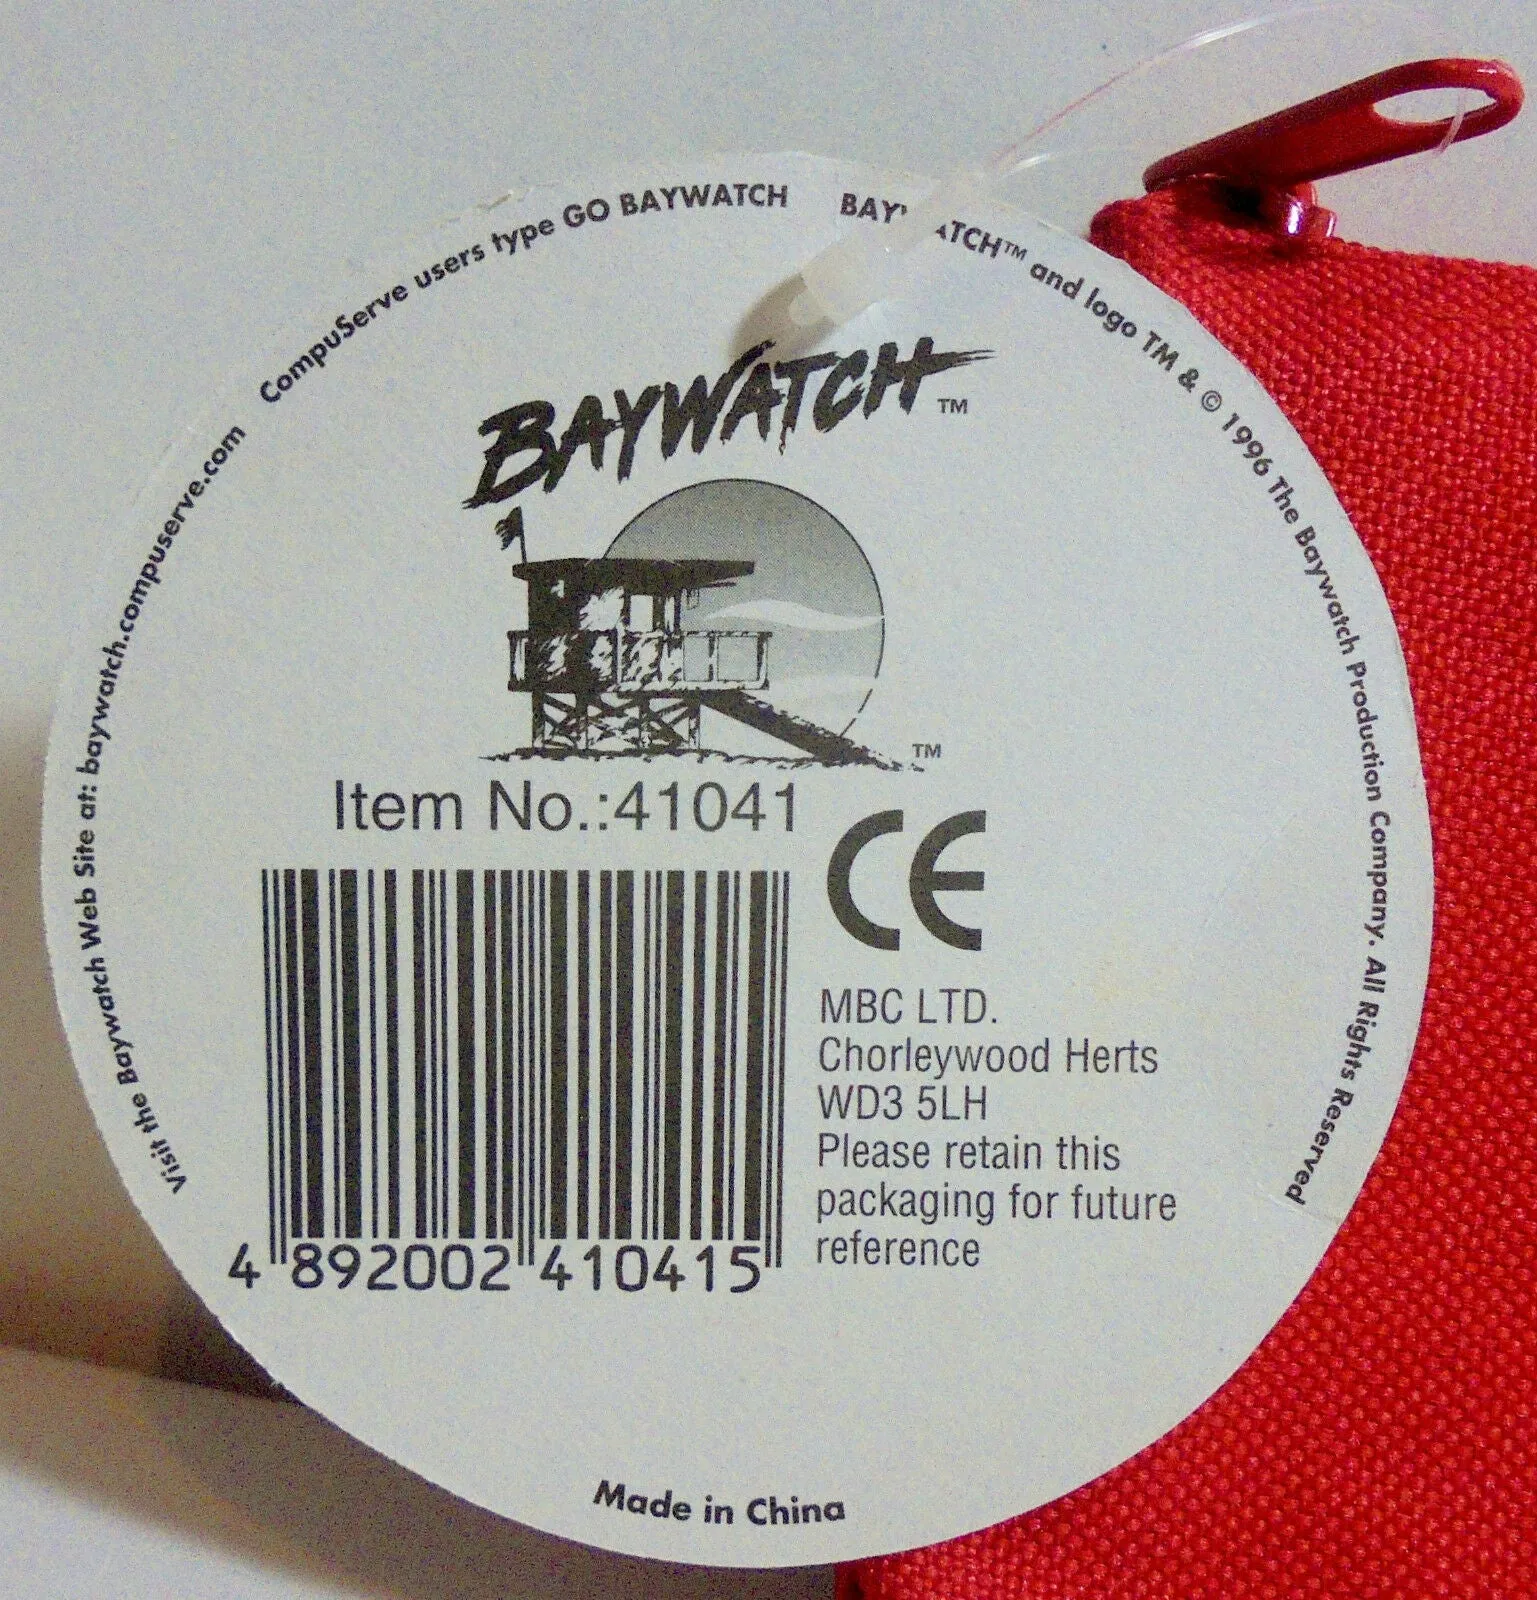 Visit the Baywatch Web Site at: baywatch.compuserve.com
CompuServe users type GO BAYWATCH
BAYWATCH™ and logo TM & © 1996 The Baywatch Production Company. All Rights Reserved
BAYWATCH™
TM
Item No.:41041
CE
MBC LTD.
Chorleywood Herts
WD3 5LH
Please retain this
packaging for future
reference
4 892002 410415
Made in China